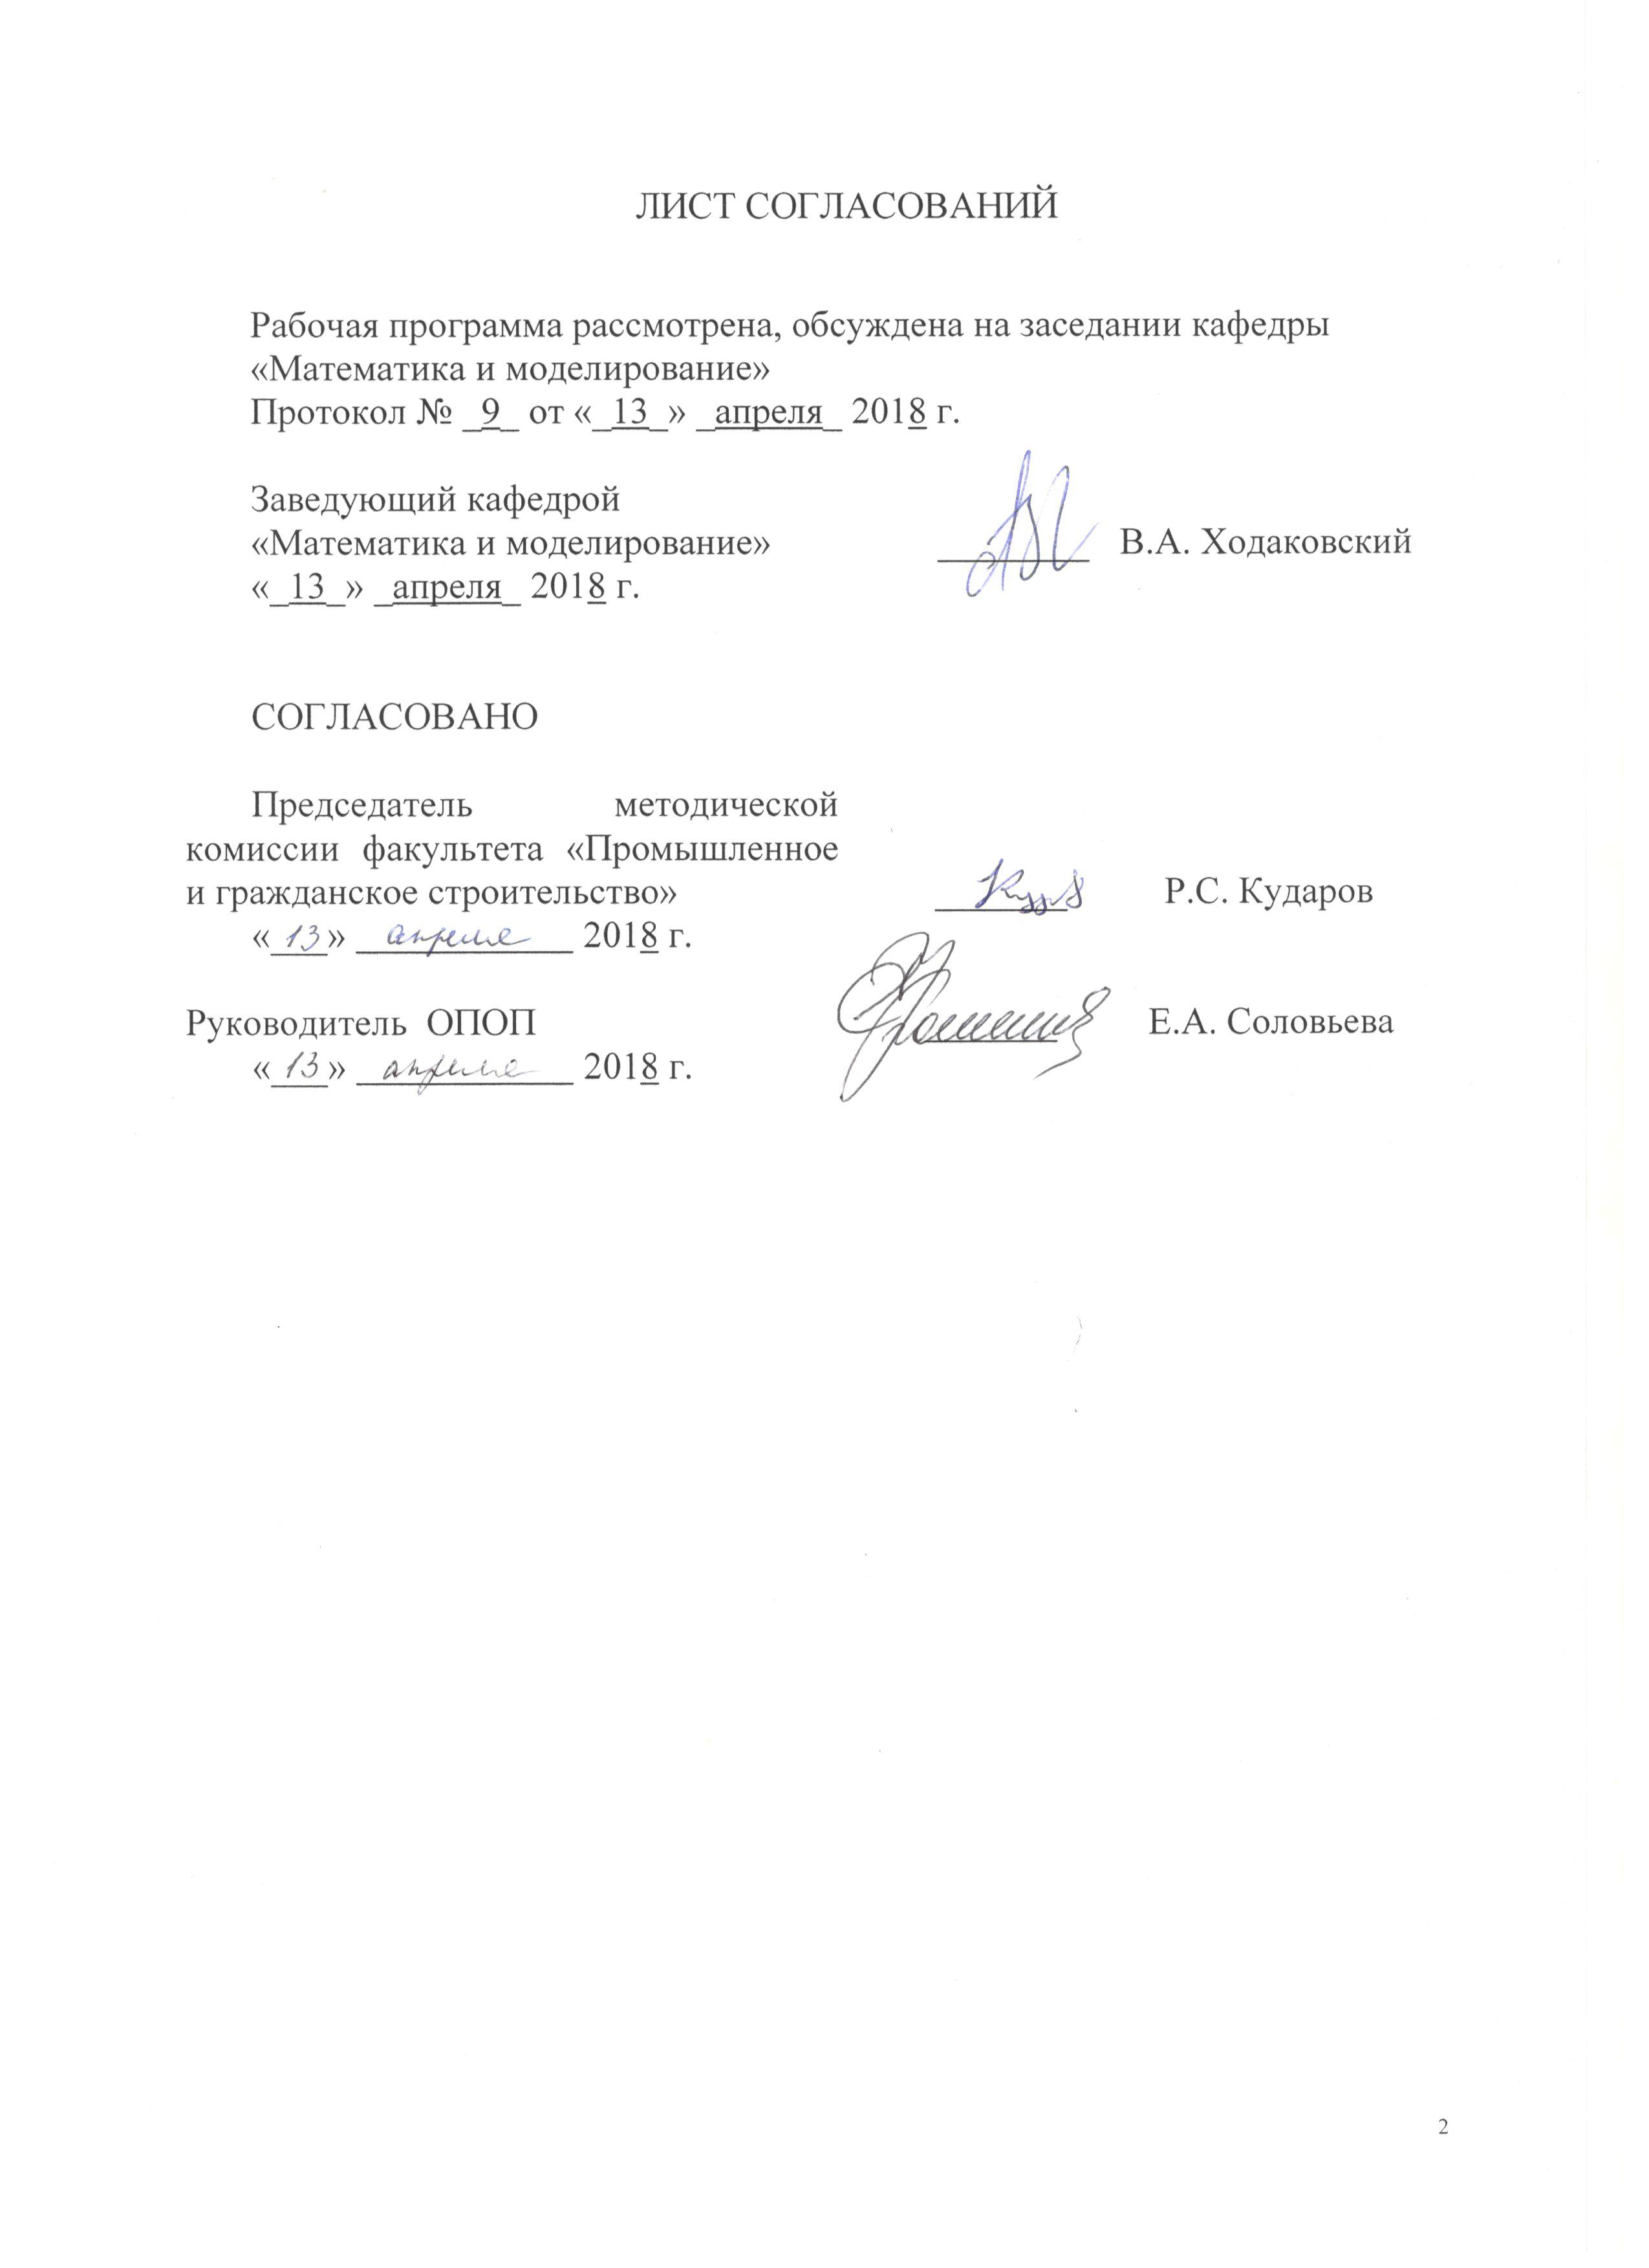 ЛИСТ СОГЛАСОВАНИЙ
Рабочая программа рассмотрена, обсуждена на заседании кафедры
«Математика и моделирование»
Протокол № _9_ от «_13_» _апреля_ 2018 г.
Заведующий кафедрой
«Математика и моделирование» В.А. Ходаковский
«_13_» _апреля_ 2018 г.
СОГЛАСОВАНО
Председатель методической
комиссии факультета «Промышленное
и гражданское строительство» Р.С. Кударов
«13» апреля 2018 г.
Руководитель ОПОП Е.А. Соловьева
«13» апреля 2018 г.
2